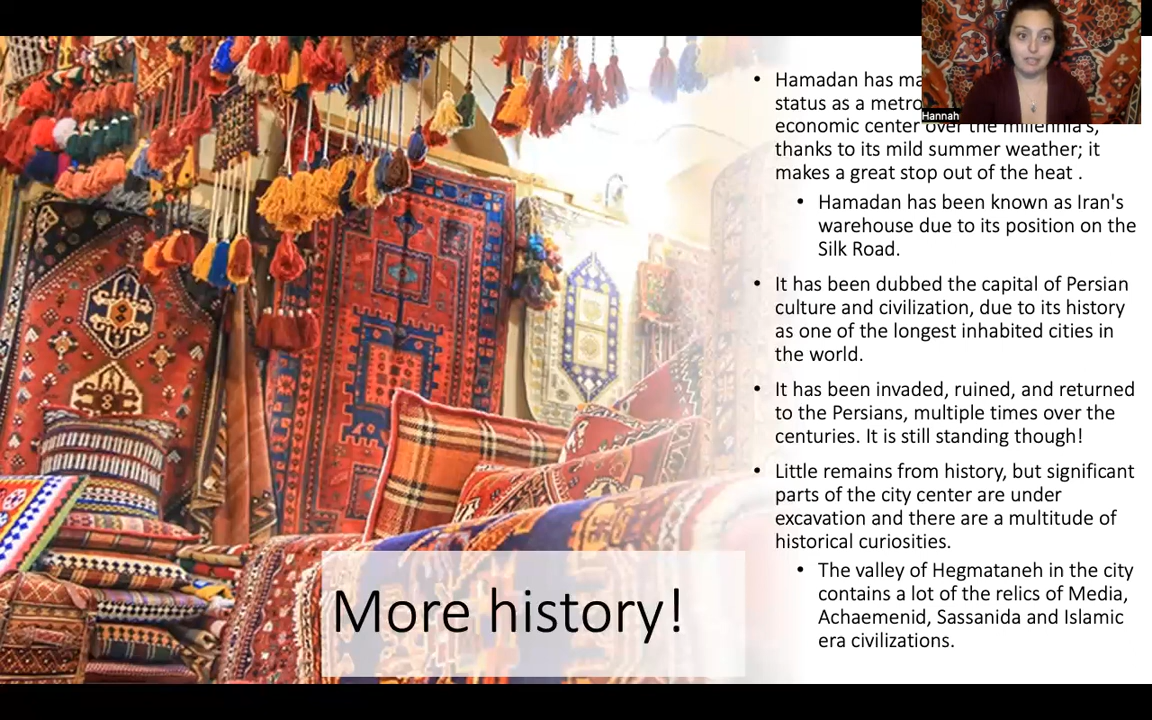 Hamadan has
status as a
economic center over the millennia's,
thanks to its mild summer weather; it
makes a great stop out of the heat .
Hamadan has been known as Iran's
warehouse due to its position on the
Silk Road.
It has been dubbed the capital of Persian
culture and civilization, due to its history
as one of the longest inhabited cities in
the world.
It has been invaded, ruined, and returned
to the Persians, multiple times over the
centuries. It is still standing though!
Little remains from history, but significant
parts of the city center are under
excavation and there are a multitude of
historical curiosities.
The valley of Hegmataneh in the city
contains a lot of the relics of Media,
Achaemenid, Sassanida and Islamic
era civilizations.
More history!
Hannah